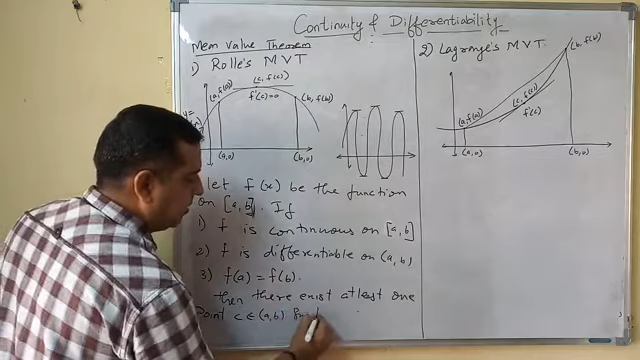 Continuity & Differentiability
Mean Value Theorem
1) Rolle's MVT
(c, f(c))
(a, f(a))
f'(c)=0
(b, f(b))
(b,0)
let f(x) be the function
on [a, b]. If
1) f is continuous on [a, b]
2) f is differentiable on (a, b)
3) f(a) = f(b).
then there exist atleast one
point c ∈ (a, b)
2) Lagrange's MVT
(b, f(b))
(a, f(a))
(c, f(c))
f'(c)
(a,0)
(b,0)